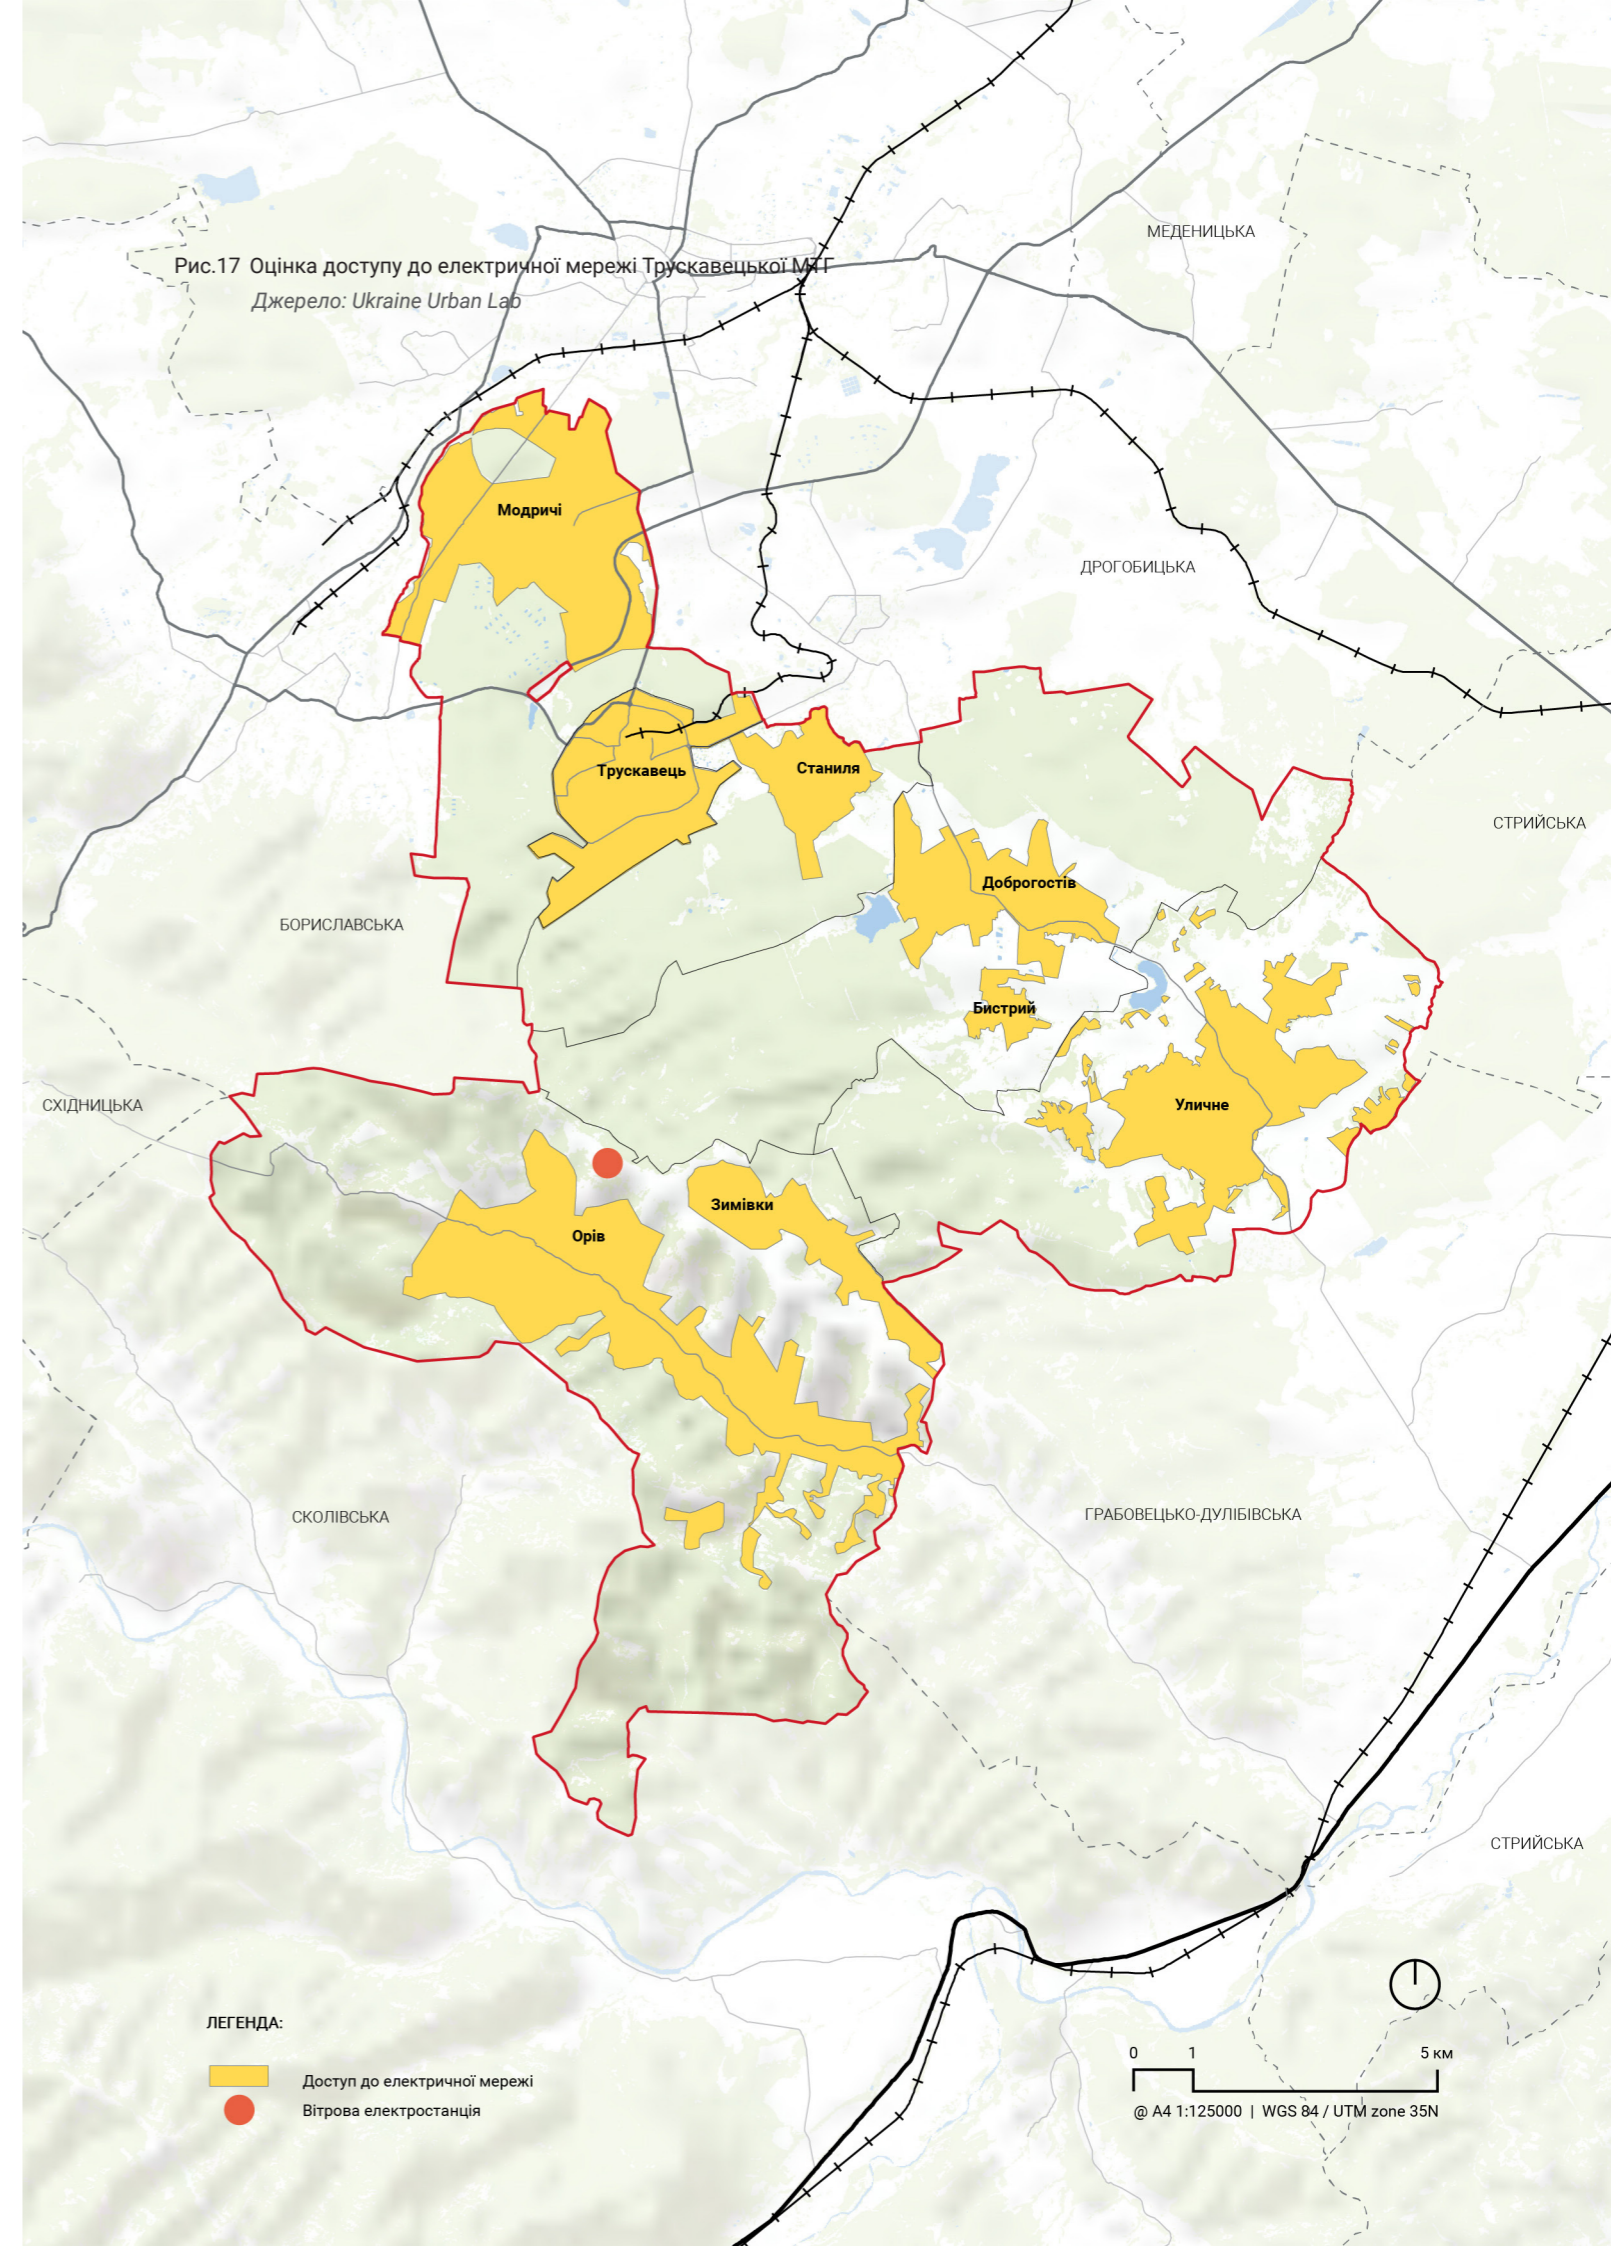 МЕДЕНИЦЬКА
Рис.17 Оцінка доступу до електричної мережі Трускавецької МТГ
Джерело: Ukraine Urban Lab
Модричі
ДРОГОБИЦЬКА
Трускавець
Станиля
СТРИЙСЬКА
Доброгостів
БОРИСЛАВСЬКА
Бистрий
СХІДНИЦЬКА
Уличне
Зимівки
Орів
СКОЛІВСЬКА
ГРАБОВЕЦЬКО-ДУЛІБІВСЬКА
СТРИЙСЬКА
ЛЕГЕНДА:
Доступ до електричної мережі
Вітрова електростанція
0 1 5 км
@ A4 1:125000 | WGS 84 / UTM zone 35N